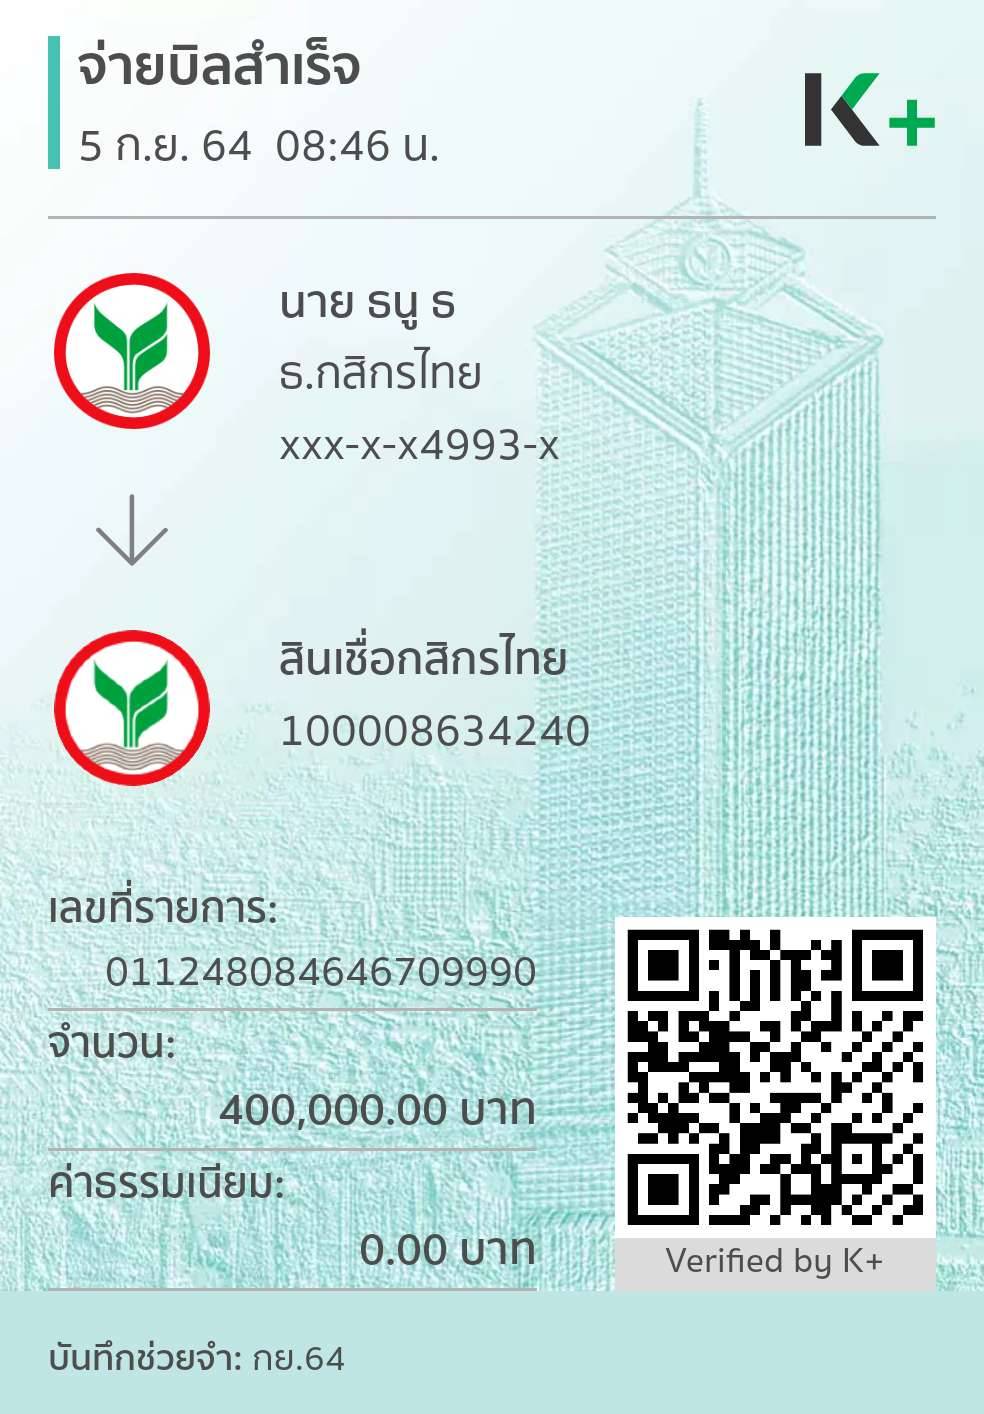 จ่ายบิลสำเร็จ
5 ก.ย. 64 08:46 น.
K+
นาย ธนู ธ
ธ.กสิกรไทย
xxx-x-x4993-x
สินเชื่อกสิกรไทย
100008634240
เลขที่รายการ:
011248084646709990
จำนวน:
400,000.00 บาท
ค่าธรรมเนียม:
0.00 บาท
Verified by K+
บันทึกช่วยจำ: กย.64